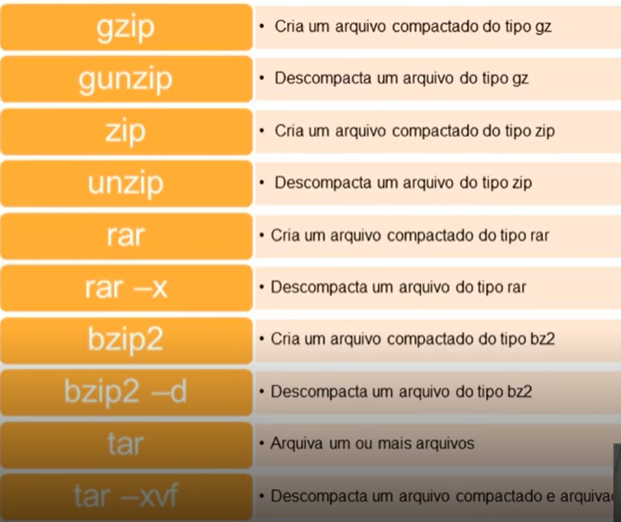 gzip
• Cria um arquivo compactado do tipo gz
gunzip
• Descompacta um arquivo do tipo gz
zip
• Cria um arquivo compactado do tipo zip
unzip
• Descompacta um arquivo do tipo zip
rar
• Cria um arquivo compactado do tipo rar
rar –x
• Descompacta um arquivo do tipo rar
bzip2
• Cria um arquivo compactado do tipo bz2
bzip2 –d
• Descompacta um arquivo do tipo bz2
tar
• Arquiva um ou mais arquivos
tar –xvf
• Descompacta um arquivo compactado e